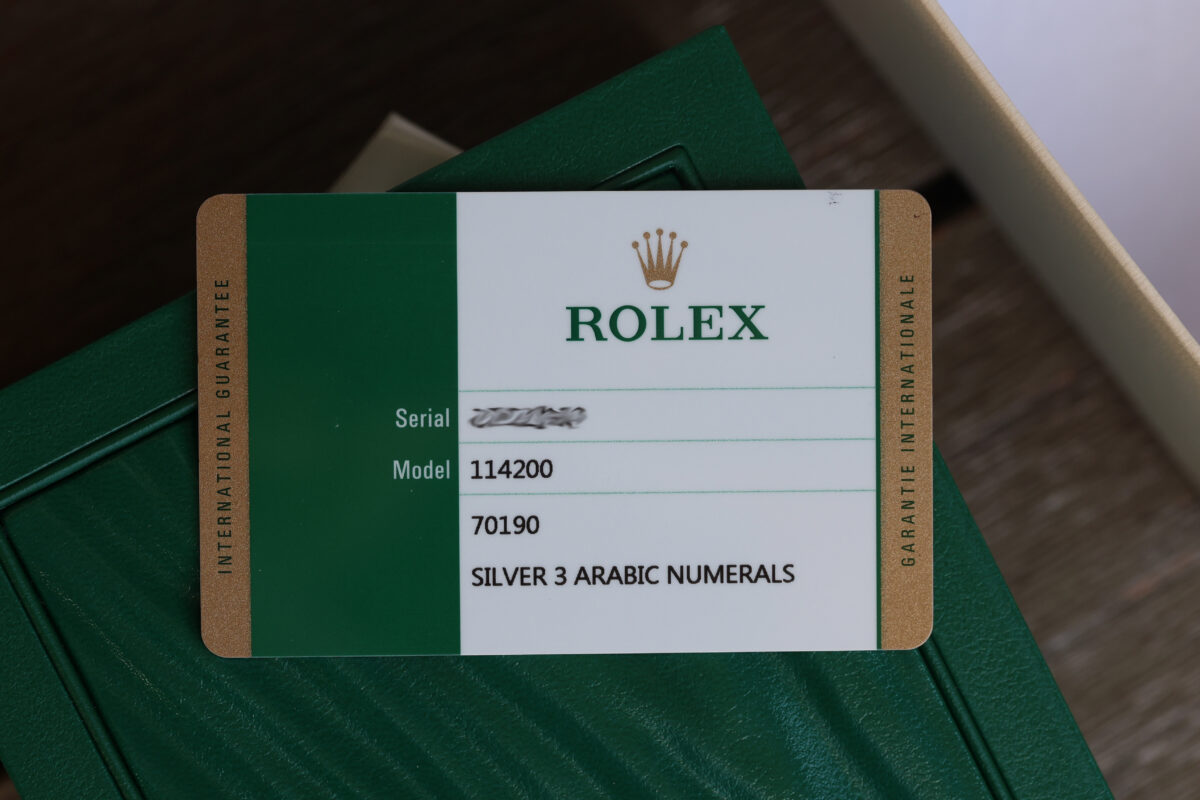 INTERNATIONAL GUARANTEE
ROLEX
Serial
Model 114200
70190
SILVER 3 ARABIC NUMERALS
GARANTIE INTERNATIONALE